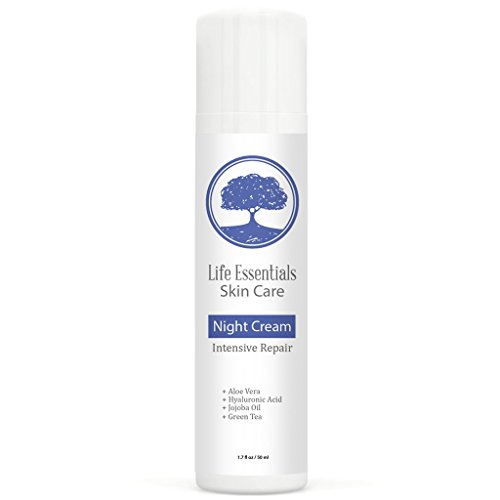 Life Essentials
Skin Care
Night Cream
Intensive Repair
+ Aloe Vera
+ Hyaluronic Acid
+ Jojoba Oil
+ Green Tea
1.7 fl oz / 50 ml